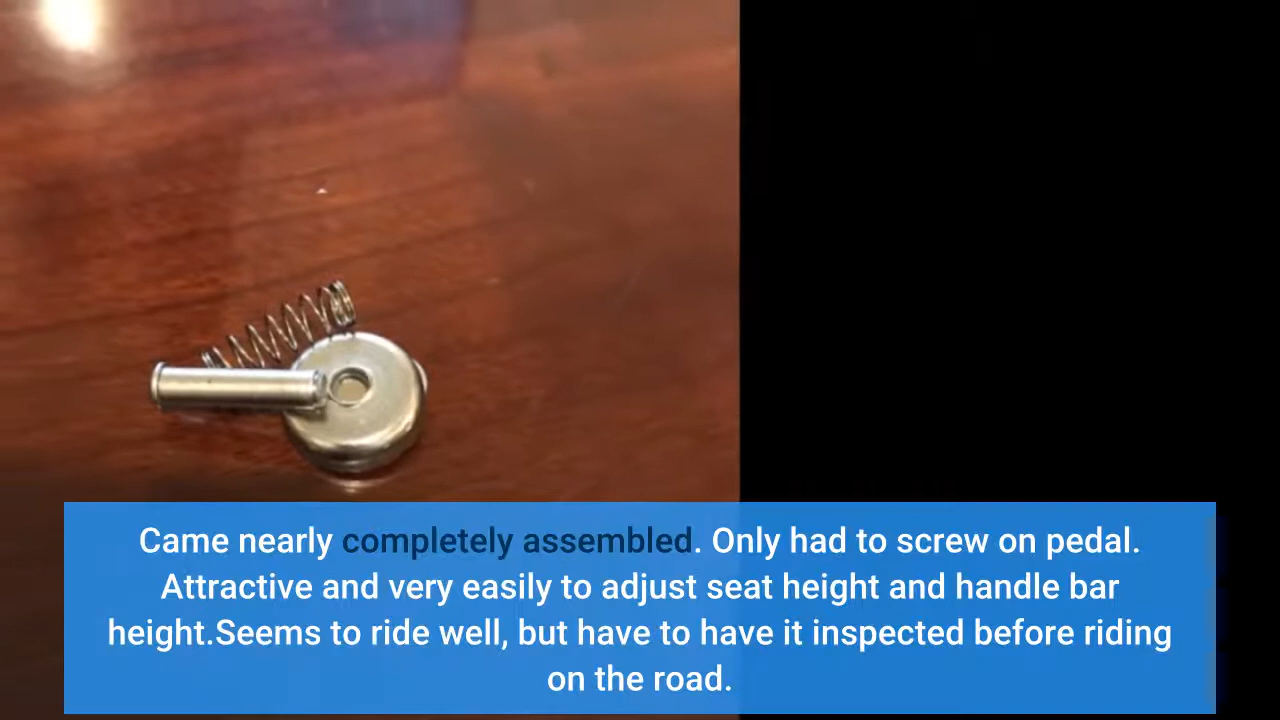 Came nearly completely assembled. Only had to screw on pedal.
Attractive and very easily to adjust seat height and handle bar
height.Seems to ride well, but have to have it inspected before riding
on the road.